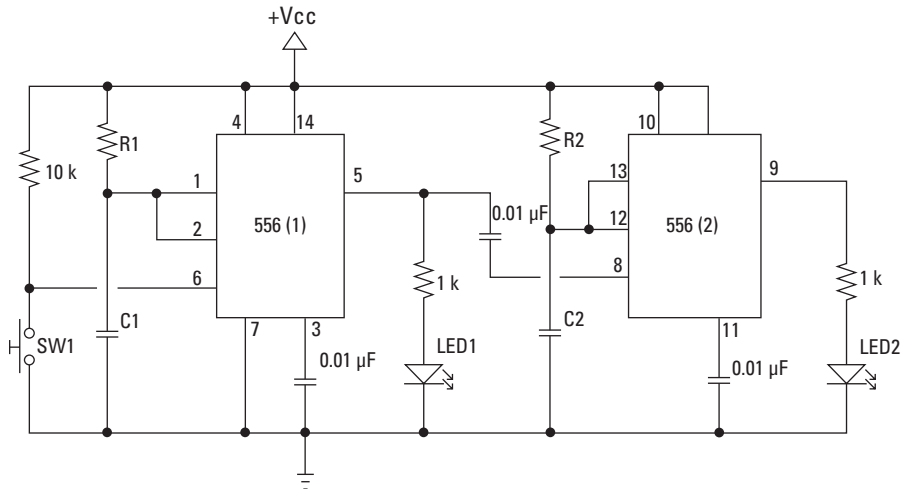 +Vcc
4
14
10
R1
R2
10 k
1
5
13
9
0.01 µF
2
556 (1)
12
556 (2)
6
8
1 k
1 k
7
3
C1
C2
11
SW1
0.01 µF
LED1
0.01 µF
LED2